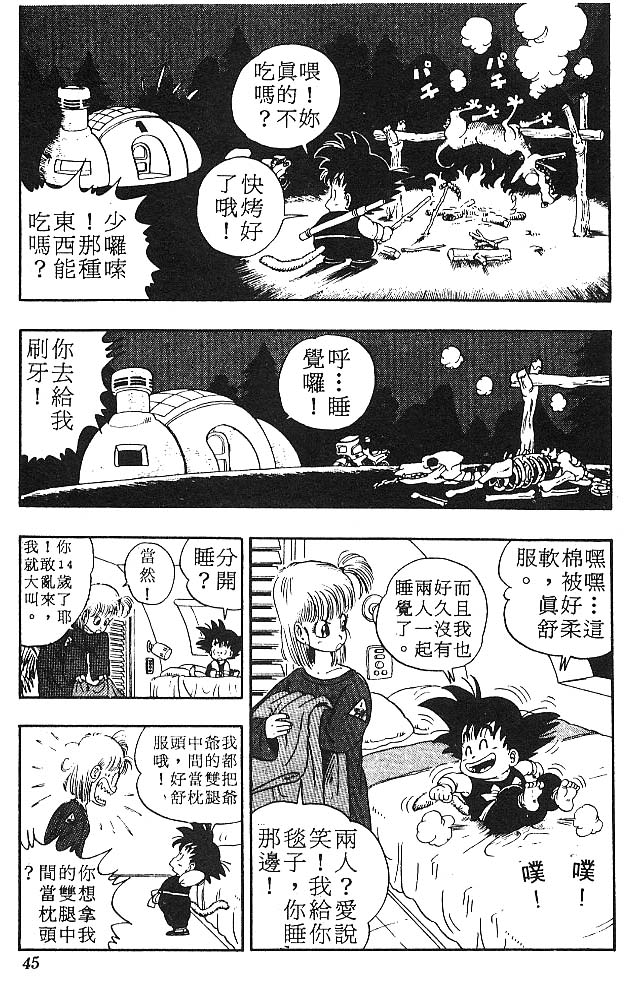 喂！妳
眞的不
吃嗎？
パチ
パチ
快烤好
了哦！
少囉嗦
！那種
東西能
吃嗎？
呼…睡
覺囉！
你去給我
刷牙！
嘿嘿…這
棉被好柔
軟，眞舒
服。
而且我也
好久沒有
兩人一起
睡覺了。
噗！
噗！
兩人？愛說
笑！我給你
毯子，你睡
那邊！
分開
睡？
當然！
你14歲了耶
！敢亂來，
我就大叫。
我都把爺
爺的雙腿
中間當枕
頭，好舒
服哦！
你想拿我
的雙腿中
間當枕頭
？
45